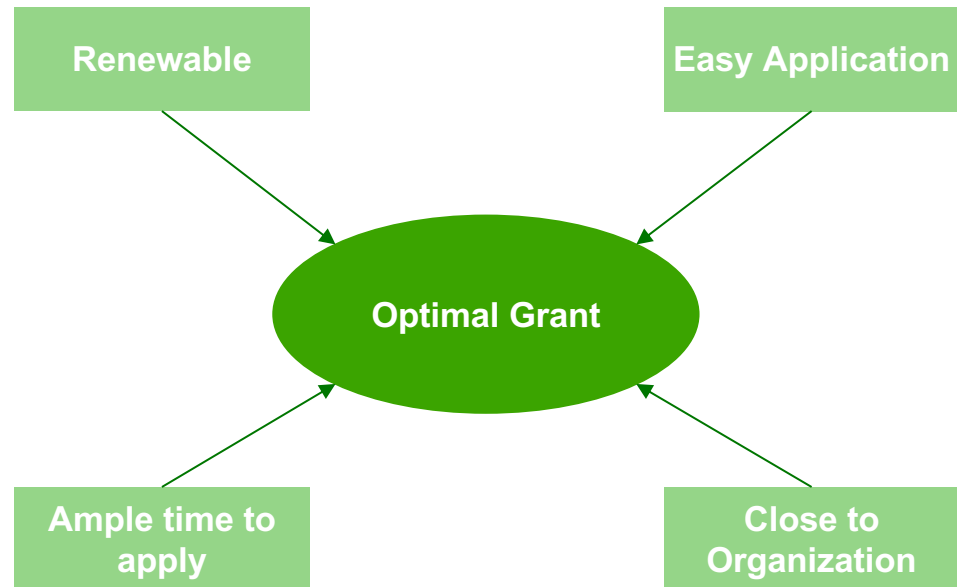 Renewable
Easy Application
Optimal Grant
Ample time to
apply
Close to
Organization